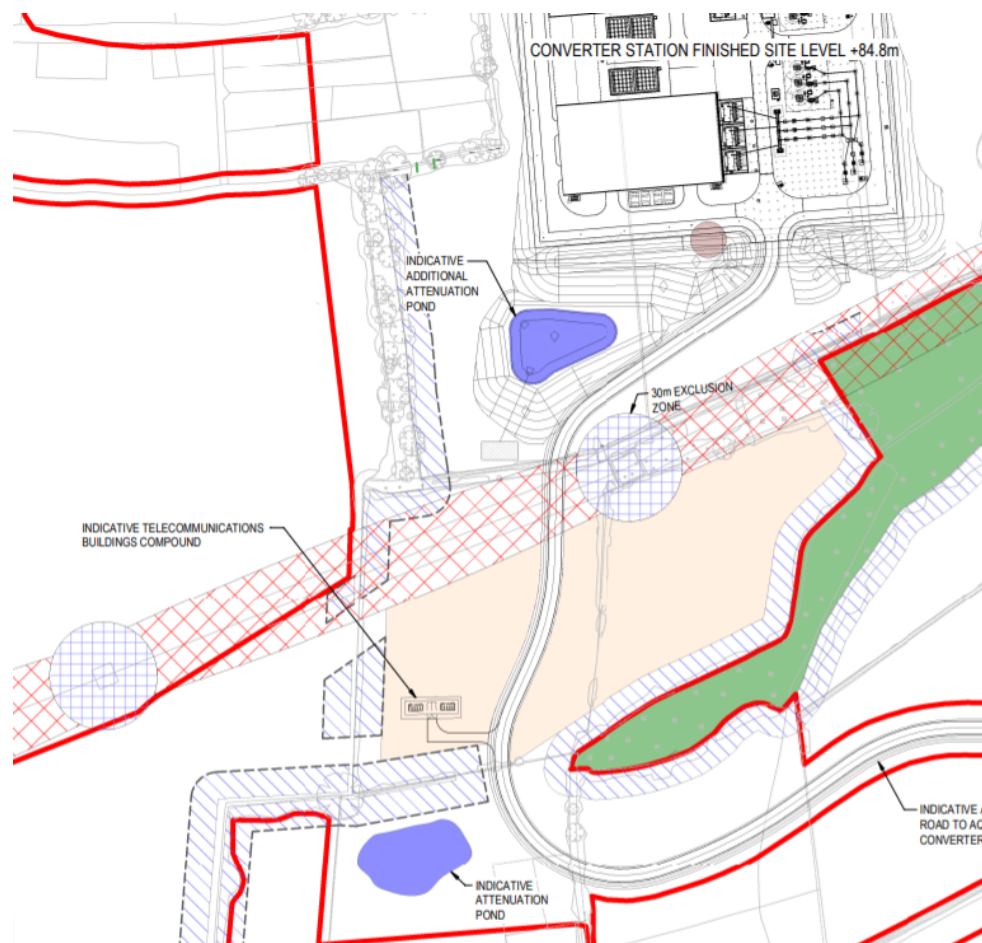 CONVERTER STATION FINISHED SITE LEVEL +84.8m
INDICATIVE
ADDITIONAL
ATTENUATION
POND
30m EXCLUSION
ZONE
INDICATIVE TELECOMMUNICATIONS
BUILDINGS COMPOUND
INDICATIVE
ROAD TO
CONVERTER
INDICATIVE
ATTENUATION
POND